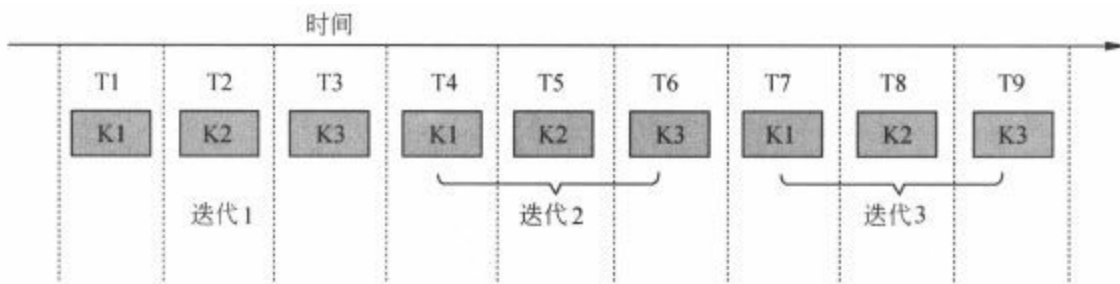 时间
T1 T2 T3 T4 T5 T6 T7 T8 T9
K1 K2 K3 K1 K2 K3 K1 K2 K3
迭代1 迭代2 迭代3